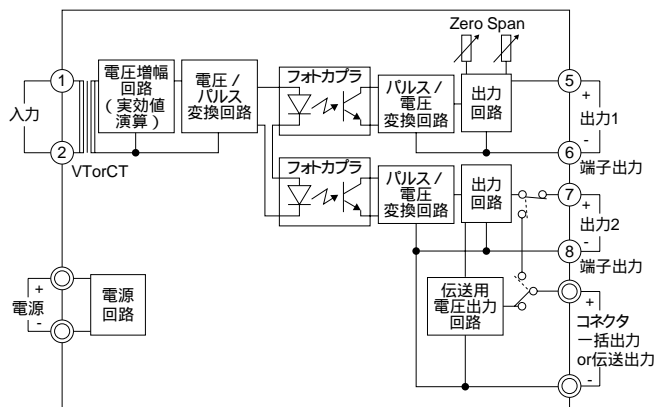 Zero Span
1
2
入力
VTorCT
電圧増幅
回路
(実効値
演算)
電圧/
パルス
変換回路
フォトカプラ
パルス/
電圧
変換回路
出力
回路
5
+
出力1
-
6
端子出力
フォトカプラ
パルス/
電圧
変換回路
出力
回路
7
+
出力2
-
8
端子出力
+
電源
-
電源
回路
伝送用
電圧出力
回路
+
コネクタ
一括出力
or伝送出力
-